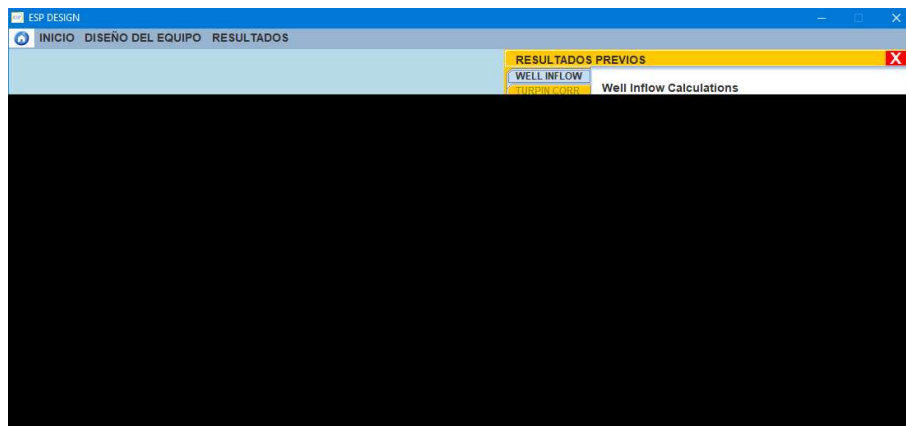 ESP DESIGN
INICIO DISEÑO DEL EQUIPO RESULTADOS
RESULTADOS PREVIOS X
WELL INFLOW
TURPIN CORR
Well Inflow Calculations